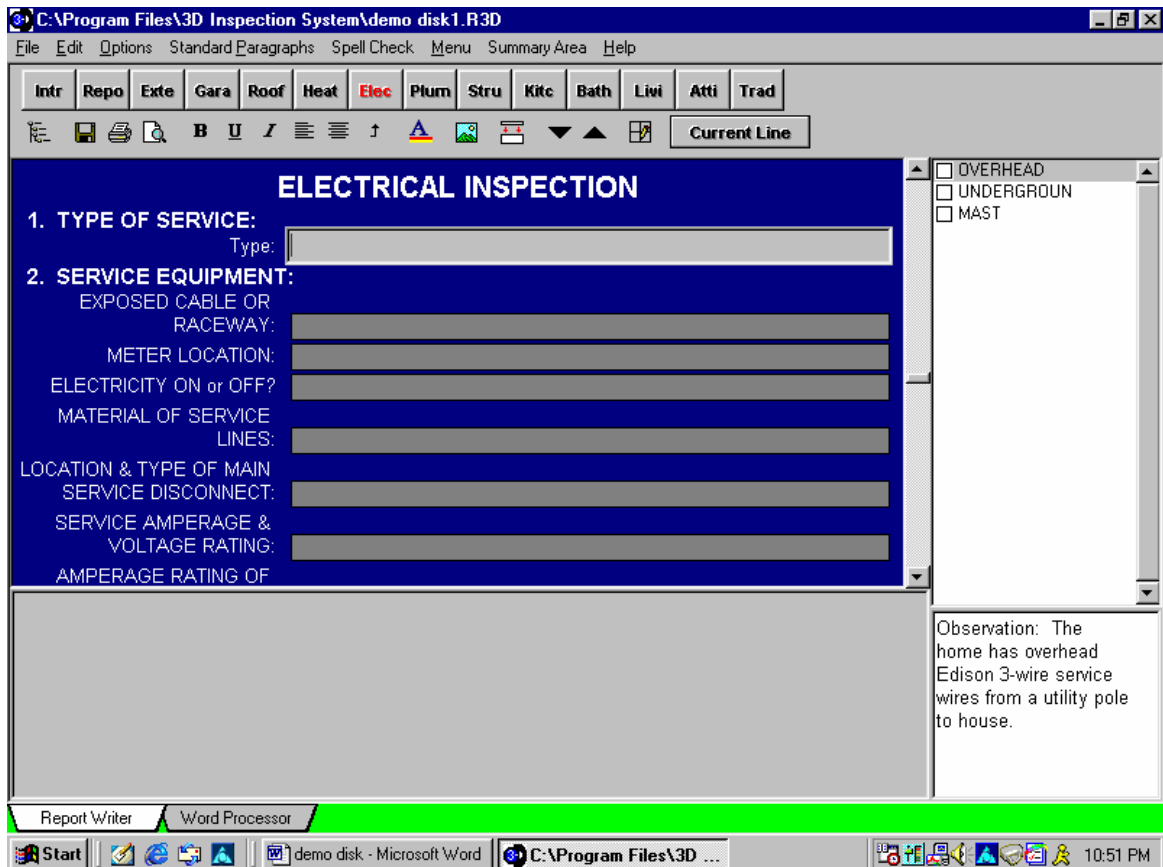 C:\Program Files\3D Inspection System\demo disk1.R3D
File Edit Options Standard Paragraphs Spell Check Menu Summary Area Help
Intr Repo Exte Gara Roof Heat Elec Plum Stru Kitc Bath Livi Atti Trad
B U I A Current Line
ELECTRICAL INSPECTION
1. TYPE OF SERVICE:
Type:
2. SERVICE EQUIPMENT:
EXPOSED CABLE OR
RACEWAY:
METER LOCATION:
ELECTRICITY ON or OFF?
MATERIAL OF SERVICE
LINES:
LOCATION & TYPE OF MAIN
SERVICE DISCONNECT:
SERVICE AMPERAGE &
VOLTAGE RATING:
AMPERAGE RATING OF
OVERHEAD
UNDERGROUN
MAST
Observation: The
home has overhead
Edison 3-wire service
wires from a utility pole
to house.
Report Writer Word Processor
Start demo disk - Microsoft Word C:\Program Files\3D ... 10:51 PM